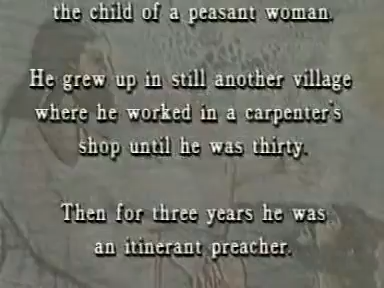 the child of a peasant woman.
He grew up in still another village
where he worked in a carpenter's
shop until he was thirty.
Then for three years he was
an itinerant preacher.